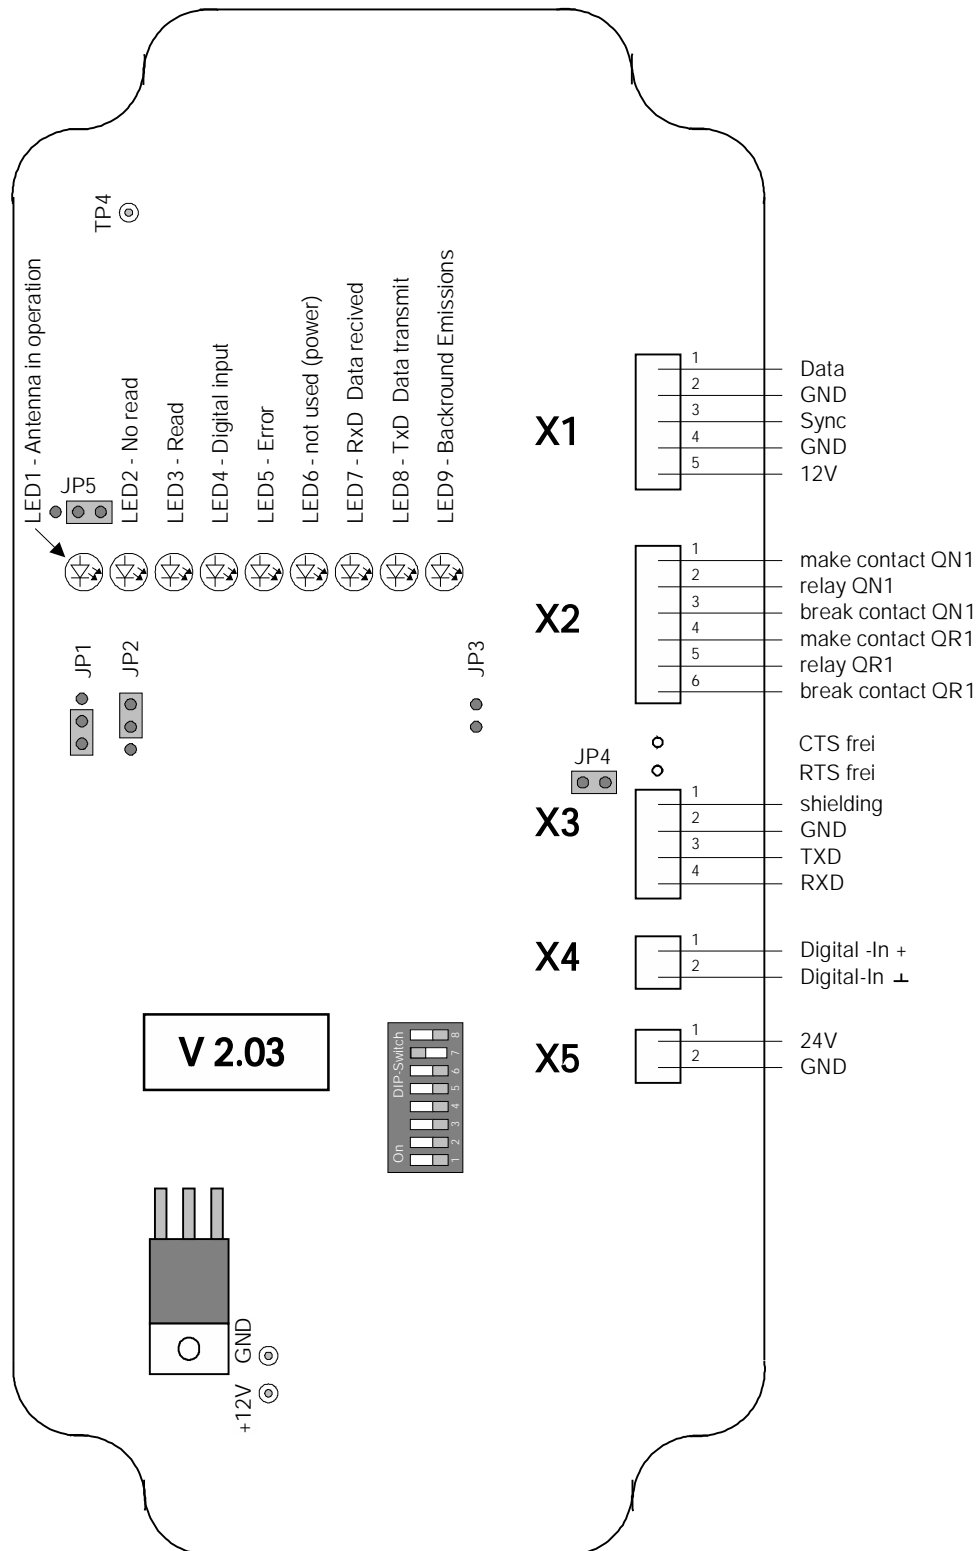 TP4
LED1 - Antenna in operation
LED2 - No read
LED3 - Read
LED4 - Digital input
LED5 - Error
LED6 - not used (power)
LED7 - RxD Data recived
LED8 - TxD Data transmit
LED9 - Backround Emissions
JP5
JP1
JP2
JP3
JP4
X1
1 Data
2 GND
3 Sync
4 GND
5 12V
X2
1 make contact QN1
2 relay QN1
3 break contact QN1
4 make contact QR1
5 relay QR1
6 break contact QR1
CTS frei
RTS frei
X3
1 shielding
2 GND
3 TXD
4 RXD
X4
1 Digital -In +
2 Digital-In ⊥
X5
1 24V
2 GND
V 2.03
On DIP-Switch
1 2 3 4 5 6 7 8
GND
+12V